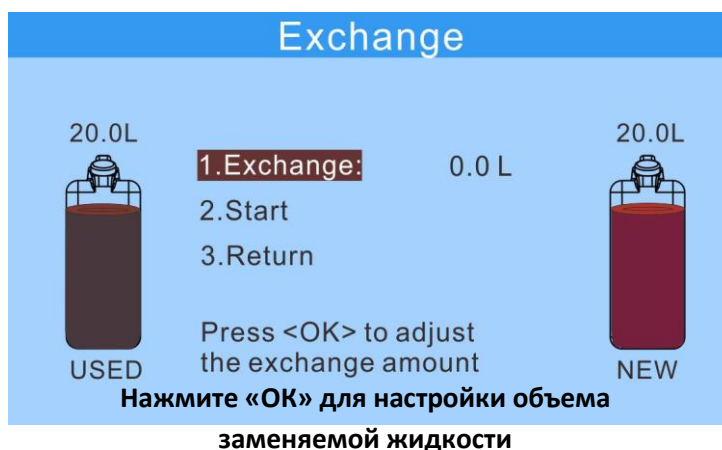 Exchange
20.0L
20.0L
1.Exchange: 0.0 L
2.Start
3.Return
Press <OK> to adjust
the exchange amount
USED
NEW
Нажмите «ОК» для настройки объема
заменяемой жидкости